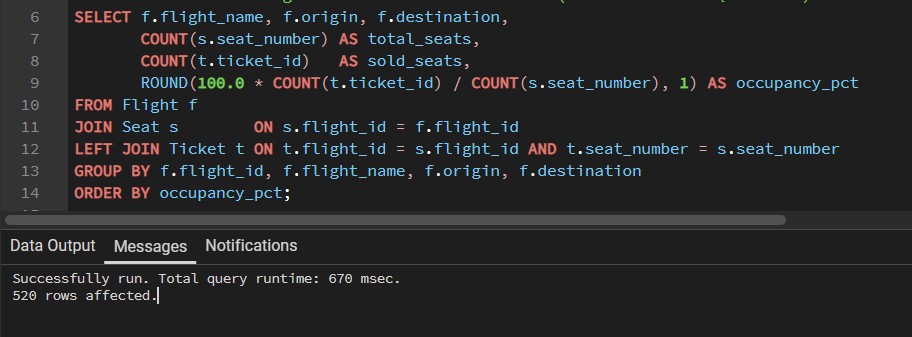 6 SELECT f.flight_name, f.origin, f.destination,
7 COUNT(s.seat_number) AS total_seats,
8 COUNT(t.ticket_id) AS sold_seats,
9 ROUND(100.0 * COUNT(t.ticket_id) / COUNT(s.seat_number), 1) AS occupancy_pct
10 FROM Flight f
11 JOIN Seat s ON s.flight_id = f.flight_id
12 LEFT JOIN Ticket t ON t.flight_id = s.flight_id AND t.seat_number = s.seat_number
13 GROUP BY f.flight_id, f.flight_name, f.origin, f.destination
14 ORDER BY occupancy_pct;
Data Output Messages Notifications
Successfully run. Total query runtime: 670 msec.
520 rows affected.